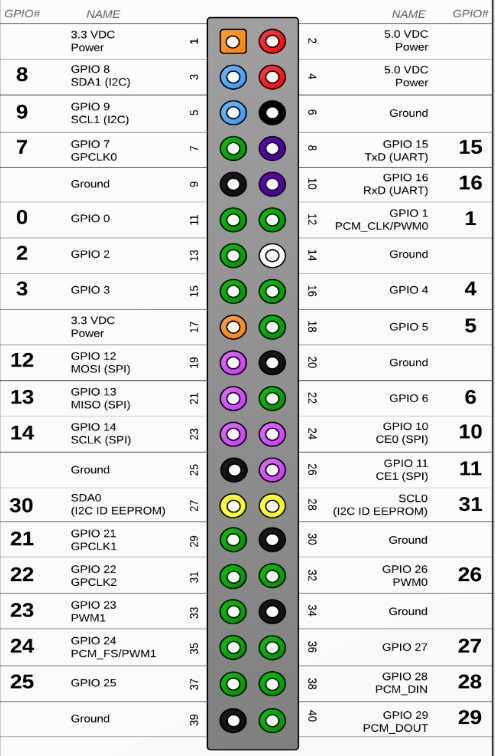 GPIO# NAME NAME GPIO#
3.3 VDC
Power 1 2 5.0 VDC
Power
8 GPIO 8
SDA1 (I2C) 3 4 5.0 VDC
Power
9 GPIO 9
SCL1 (I2C) 5 6 Ground
7 GPIO 7
GPCLK0 7 8 GPIO 15
TxD (UART) 15
Ground 9 10 GPIO 16
RxD (UART) 16
0 GPIO 0 11 12 GPIO 1
PCM_CLK/PWM0 1
2 GPIO 2 13 14 Ground
3 GPIO 3 15 16 GPIO 4 4
3.3 VDC
Power 17 18 GPIO 5 5
12 GPIO 12
MOSI (SPI) 19 20 Ground
13 GPIO 13
MISO (SPI) 21 22 GPIO 6 6
14 GPIO 14
SCLK (SPI) 23 24 GPIO 10
CE0 (SPI) 10
Ground 25 26 GPIO 11
CE1 (SPI) 11
30 SDA0
(I2C ID EEPROM) 27 28 SCL0
(I2C ID EEPROM) 31
21 GPIO 21
GPCLK1 29 30 Ground
22 GPIO 22
GPCLK2 31 32 GPIO 26
PWM0 26
23 GPIO 23
PWM1 33 34 Ground
24 GPIO 24
PCM_FS/PWM1 35 36 GPIO 27 27
25 GPIO 25 37 38 GPIO 28
PCM_DIN 28
Ground 39 40 GPIO 29
PCM_DOUT 29